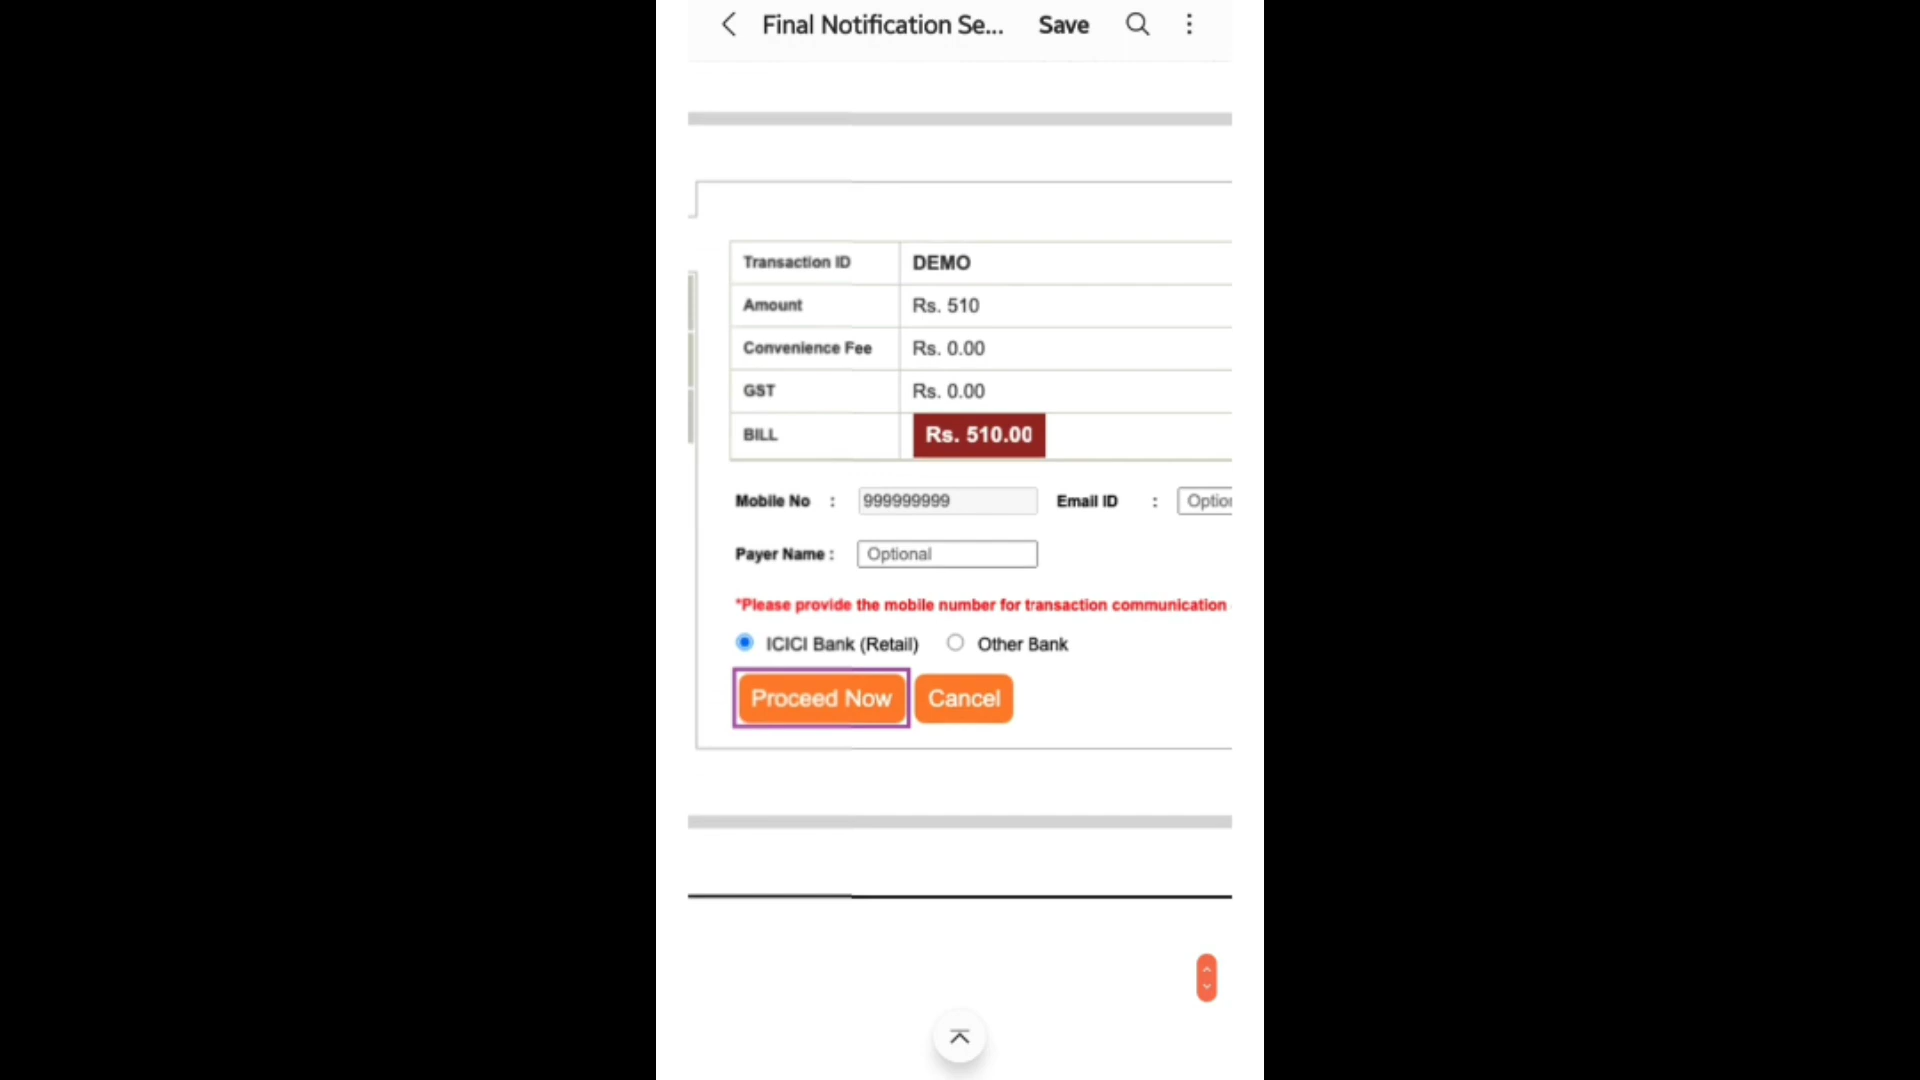 Final Notification Se... Save
Transaction ID DEMO
Amount Rs. 510
Convenience Fee Rs. 0.00
GST Rs. 0.00
BILL Rs. 510.00
Mobile No : 999999999 Email ID : Option
Payer Name : Optional
*Please provide the mobile number for transaction communication
ICICI Bank (Retail) Other Bank
Proceed Now Cancel